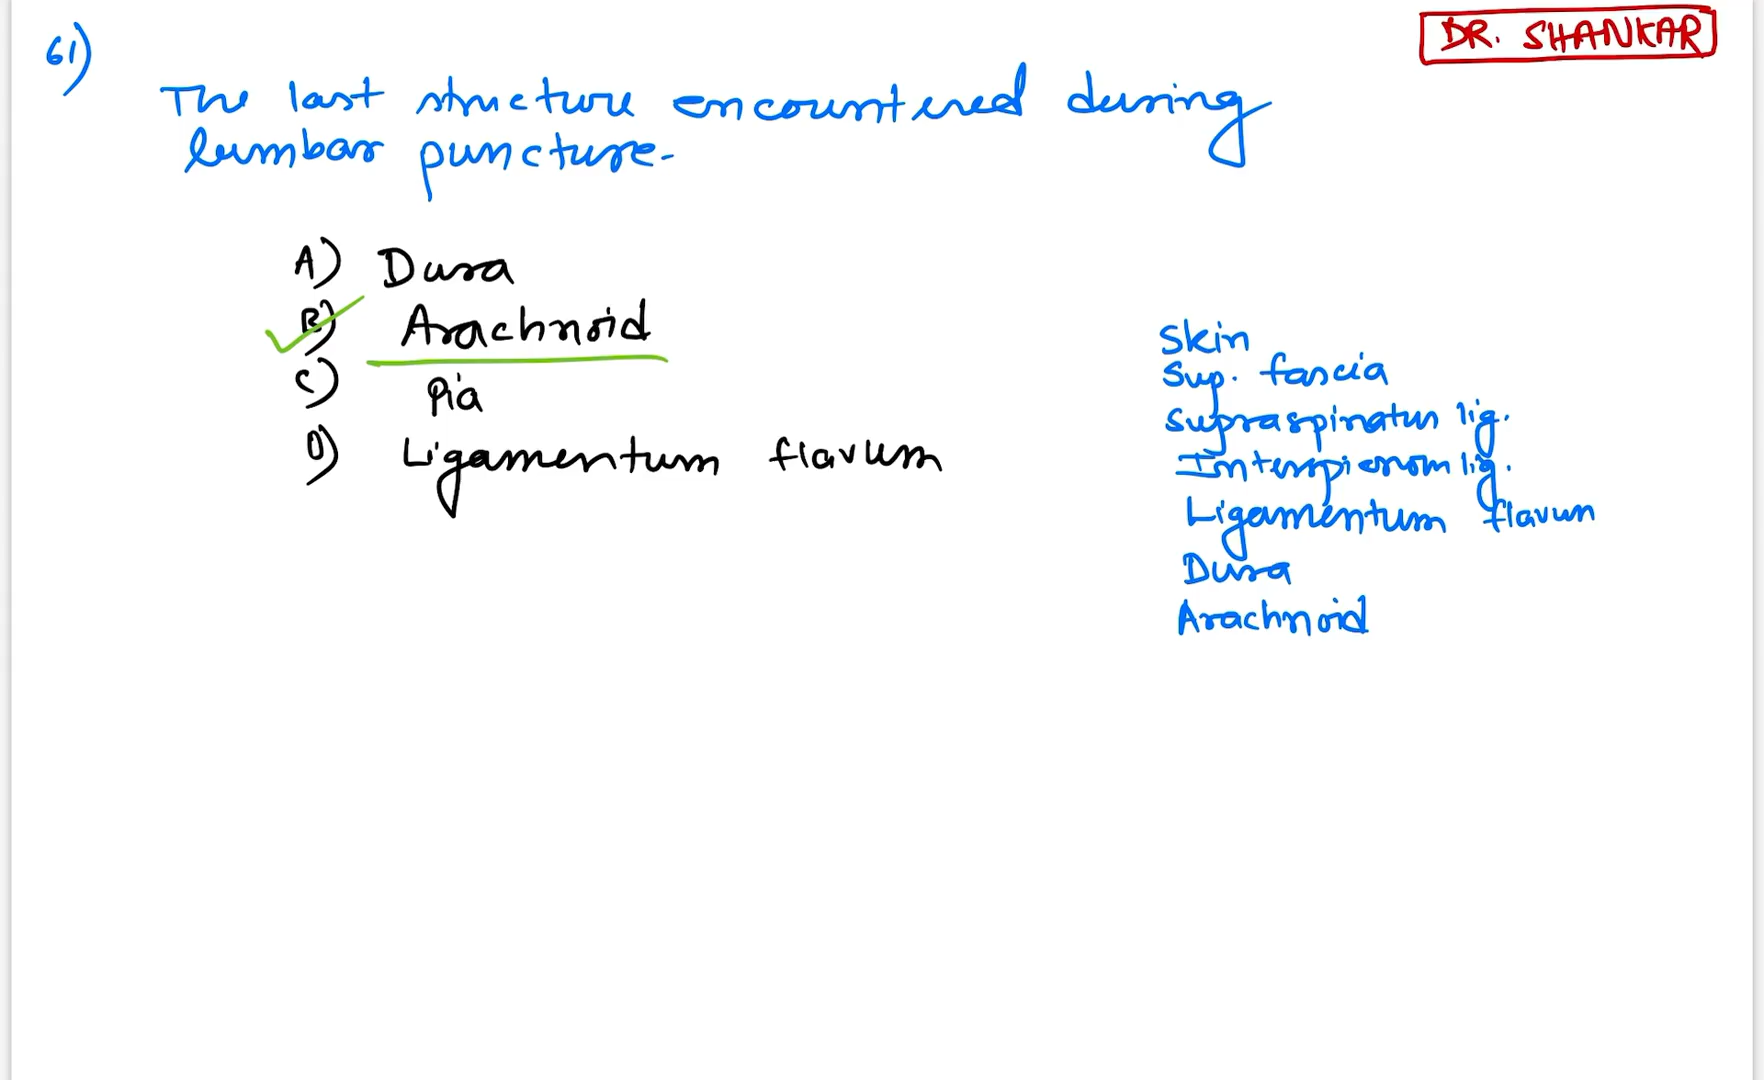 61)
DR. SHANKAR
The last structure encountered during
lumbar puncture-
A) Dura
B) Arachnoid
C) Pia
D) Ligamentum flavum
Skin
Sup. fascia
Supraspinatus lig.
lig.
Ligamentum flavum
Dura
Arachnoid